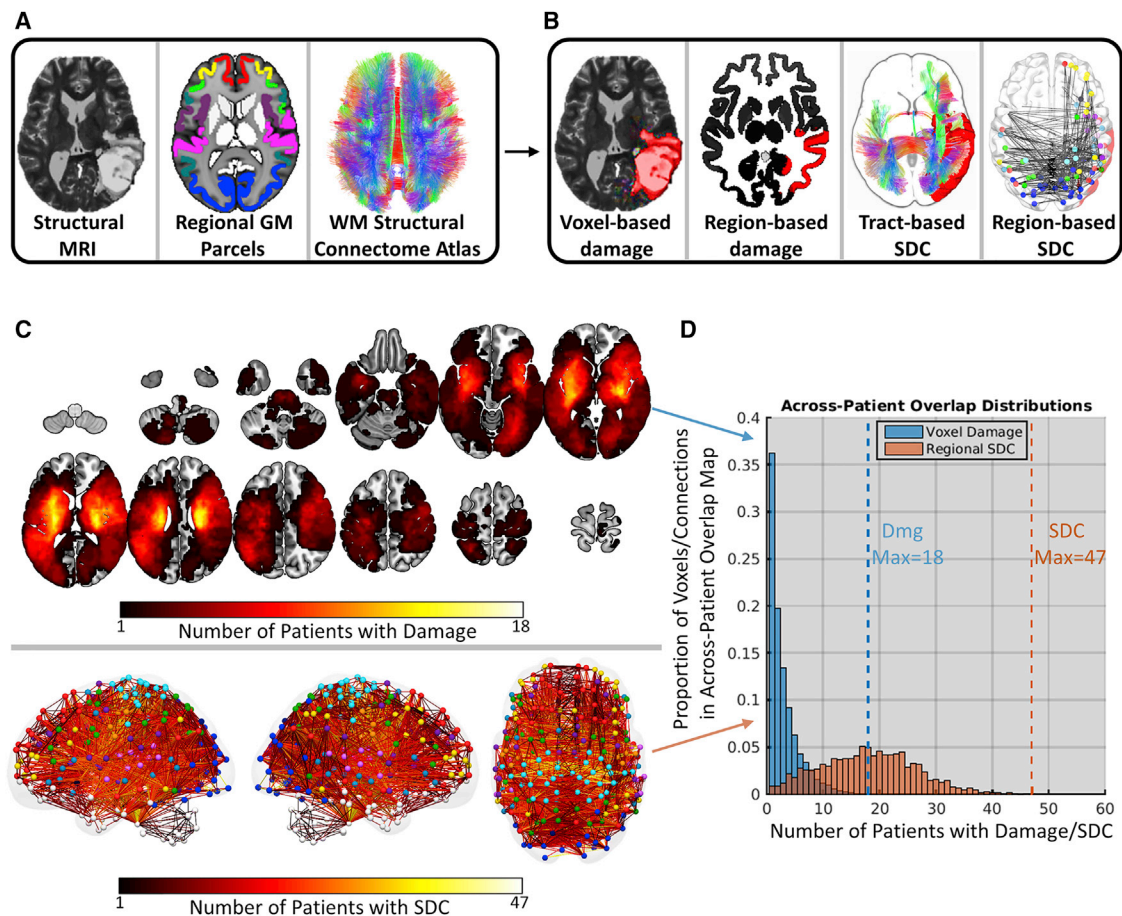 A
B
Structural
MRI
Regional GM
Parcels
WM Structural
Connectome Atlas
Voxel-based
damage
Region-based
damage
Tract-based
SDC
Region-based
SDC
C
1
18
Number of Patients with Damage
1
47
Number of Patients with SDC
D
Across-Patient Overlap Distributions
Voxel Damage
Regional SDC
Dmg
Max=18
SDC
Max=47
Proportion of Voxels/Connections
in Across-Patient Overlap Map
0.4
0.35
0.3
0.25
0.2
0.15
0.1
0.05
0
0 10 20 30 40 50 60
Number of Patients with Damage/SDC